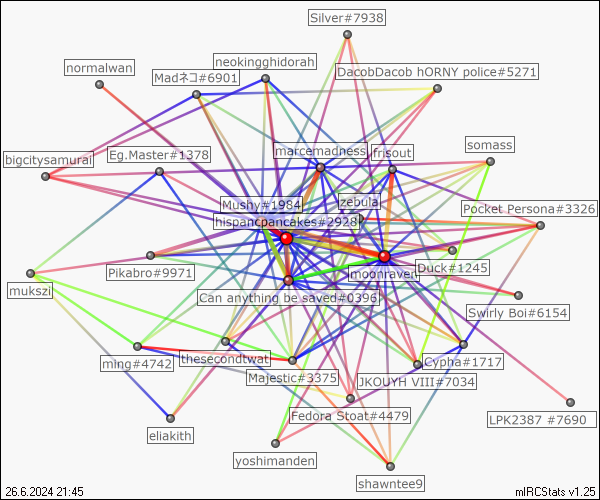 Silver#7938
neokingghidorah
normalwan
DacobDacob hORNY police#5271
Madネコ#6901
marcemadness
frisout
somass
Eg.Master#1378
bigcitysamurai
Mushy#1984
zebula
Pocket Persona#3326
hispancpancakes#2928
Pikabro#9971
moonraven
Duck#1245
mukszi
Can anything be saved#0396
Swirly Boi#6154
ming#4742
thesecondtwat
Cypha#1717
Majestic#3375
JKOUYH VIII#7034
Fedora Stoat#4479
LPK2387 #7690
eliakith
yoshimanden
shawntee9
26.6.2024 21:45
mIRCStats v1.25